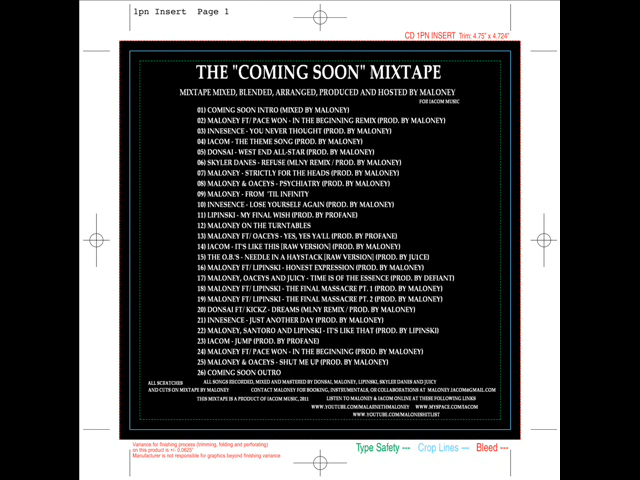 1pn Insert  Page 1
CD 1PN INSERT Trim: 4.75" x 4.724"
THE "COMING SOON" MIXTAPE
MIXTAPE MIXED, BLENDED, ARRANGED, PRODUCED AND HOSTED BY MALONEY
FOR IACOM MUSIC
01) COMING SOON INTRO (MIXED BY MALONEY)
02) MALONEY FT/ PACE WON - IN THE BEGINNING REMIX (PROD. BY MALONEY)
03) INNESENCE - YOU NEVER THOUGHT (PROD. BY MALONEY)
04) IACOM - THE THEME SONG (PROD. BY MALONEY)
05) DONSAI - WEST END ALL-STAR (PROD. BY MALONEY)
06) SKYLER DANES - REFUSE (MLNY REMIX / PROD. BY MALONEY)
07) MALONEY - STRICTLY FOR THE HEADS (PROD. BY MALONEY)
08) MALONEY & OACEYS - PSYCHIATRY (PROD. BY MALONEY)
09) MALONEY - FROM 'TIL INFINITY
10) INNESENCE - LOSE YOURSELF AGAIN (PROD. BY MALONEY)
11) LIPINSKI - MY FINAL WISH (PROD. BY PROFANE)
12) MALONEY ON THE TURNTABLES
13) MALONEY FT/ OACEYS - YES, YES YA'LL (PROD. BY PROFANE)
14) IACOM - IT'S LIKE THIS [RAW VERSION] (PROD. BY MALONEY)
15) THE O.B.'S - NEEDLE IN A HAYSTACK [RAW VERSION] (PROD. BY JU1CE)
16) MALONEY FT/ LIPINSKI - HONEST EXPRESSION (PROD. BY MALONEY)
17) MALONEY, OACEYS AND JUICY - TIME IS OF THE ESSENCE (PROD. BY DEFIANT)
18) MALONEY FT/ LIPINSKI - THE FINAL MASSACRE PT. 1 (PROD. BY MALONEY)
19) MALONEY FT/ LIPINSKI - THE FINAL MASSACRE PT. 2 (PROD. BY MALONEY)
20) DONSAI FT/ KICKZ - DREAMS (MLNY REMIX / PROD. BY MALONEY)
21) INNESENCE - JUST ANOTHER DAY (PROD. BY MALONEY)
22) MALONEY, SANTORO AND LIPINSKI - IT'S LIKE THAT (PROD. BY LIPINSKI)
23) IACOM - JUMP (PROD. BY PROFANE)
24) MALONEY FT/ PACE WON - IN THE BEGINNING (PROD. BY MALONEY)
25) MALONEY & OACEYS - SHUT ME UP (PROD. BY MALONEY)
26) COMING SOON OUTRO
ALL SCRATCHES AND CUTS ON MIXTAPE BY MALONEY
ALL SONGS RECORDED, MIXED AND MASTERED BY DONSAI, MALONEY, LIPINSKI, SKYLER DANES AND JUICY
CONTACT MALONEY FOR BOOKING, INSTRUMENTALS, OR COLLABORATIONS AT MALONEY.IACOM@GMAIL.COM
THIS MIXTAPE IS A PRODUCT OF IACOM MUSIC, 2011
LISTEN TO MALONEY & IACOM ONLINE AT THESE FOLLOWING LINKS
WWW.YOUTUBE.COM/MALAKNETHMALONEY WWW.MYSPACE.COM/IACOM
WWW.YOUTUBE.COM/MALONESHITLIST
Variance for finishing process (trimming, folding and perforating)
on this product is +/- 0.0625"
Manufacturer is not responsible for graphics beyond finishing variance
Type Safety Crop Lines Bleed